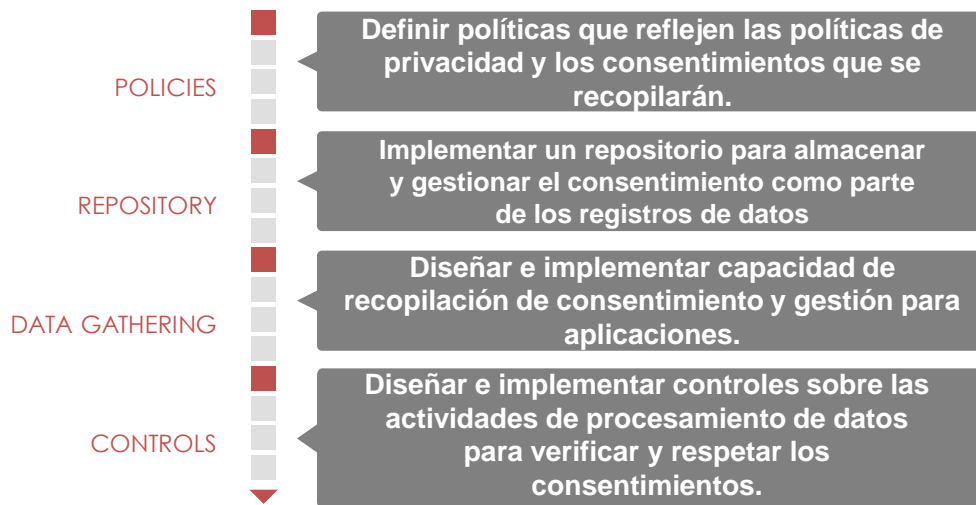 POLICIES
Definir políticas que reflejen las políticas de
privacidad y los consentimientos que se
recopilarán.
REPOSITORY
Implementar un repositorio para almacenar
y gestionar el consentimiento como parte
de los registros de datos
DATA GATHERING
Diseñar e implementar capacidad de
recopilación de consentimiento y gestión para
aplicaciones.
CONTROLS
Diseñar e implementar controles sobre las
actividades de procesamiento de datos
para verificar y respetar los
consentimientos.